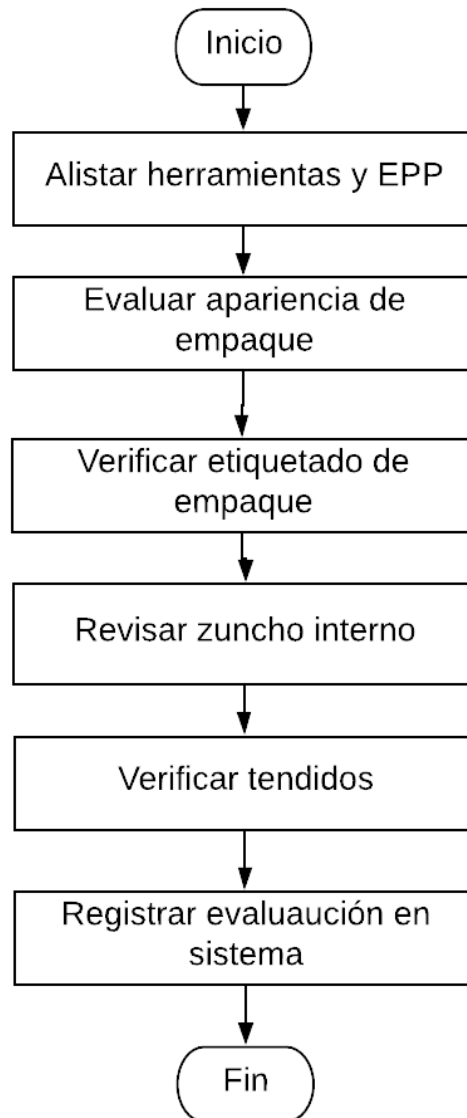 Inicio
Alistar herramientas y EPP
Evaluar apariencia de
empaque
Verificar etiquetado de
empaque
Revisar zuncho interno
Verificar tendidos
Registrar evaluaución en
sistema
Fin